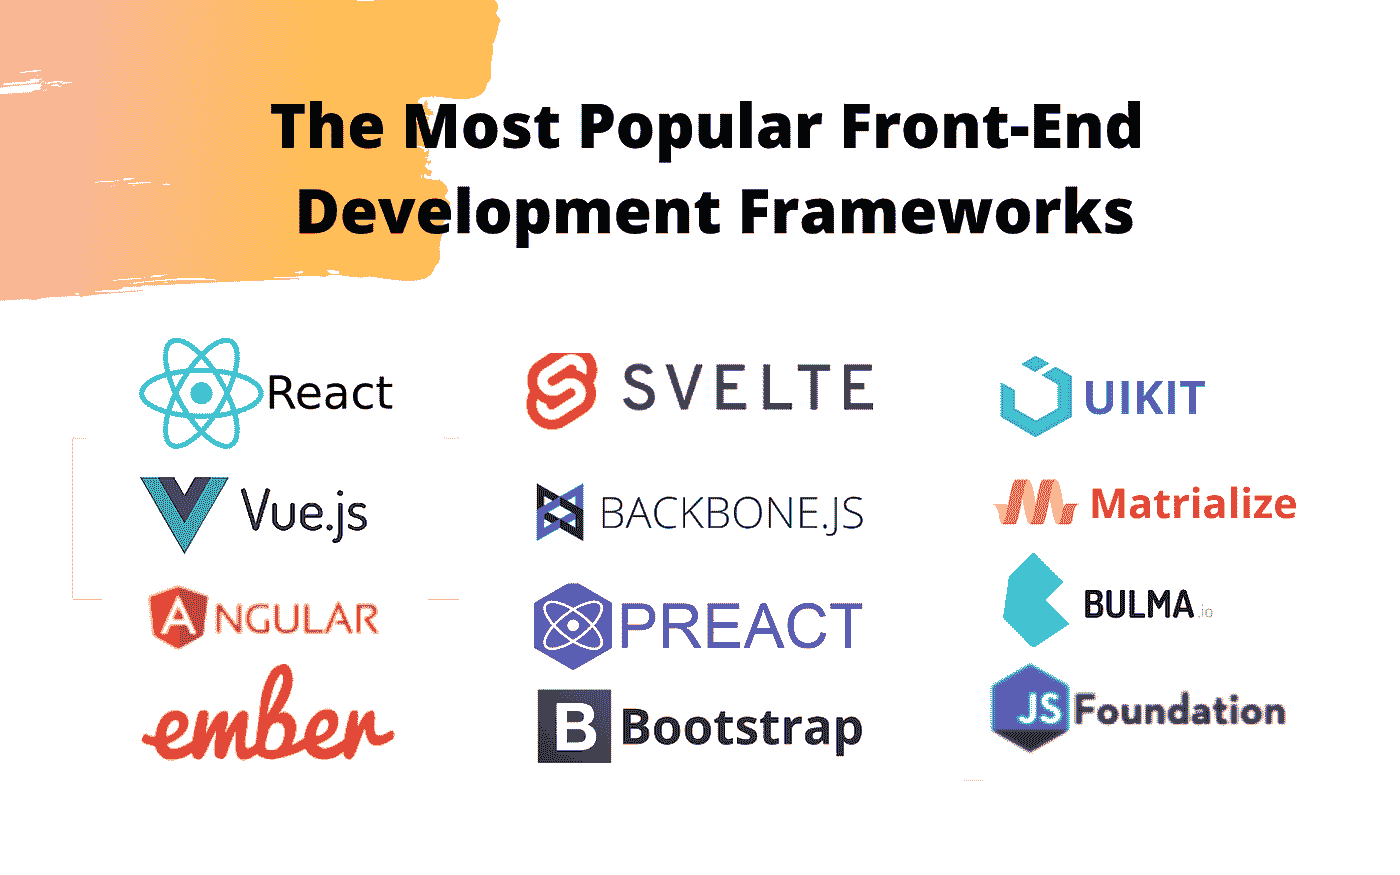 The Most Popular Front-End
Development Frameworks
React
Vue.js
ANGULAR
ember
SVELTE
BACKBONE.JS
PREACT
B Bootstrap
UIKIT
Matrialize
BULMA.io
JS Foundation